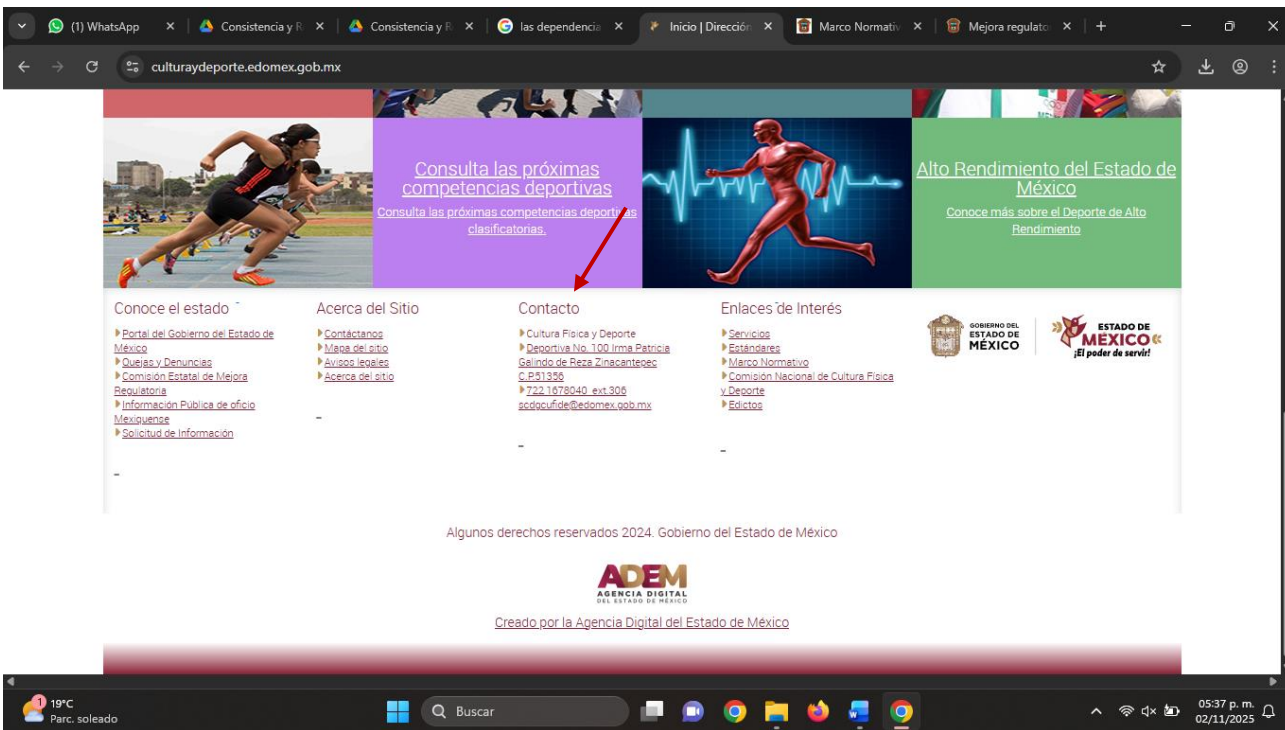 (1) WhatsApp
Consistencia y R
Consistencia y R
las dependencia
Inicio | Dirección
Marco Normativ
Mejora regulato
culturaydeporte.edomex.gob.mx
Consulta las próximas
competencias deportivas
Consulta las próximas competencias deportivas
clasificatorias.
Alto Rendimiento del Estado de
México
Conoce más sobre el Deporte de Alto
Rendimiento
Conoce el estado
Portal del Gobierno del Estado de
México
Quejas y Denuncias
Comisión Estatal de Mejora
Regulatoria
Información Pública de oficio
Mexiquense
Solicitud de Información
Acerca del Sitio
Contáctanos
Mapa del sitio
Avisos legales
Acerca del sitio
Contacto
Cultura Física y Deporte
Deportiva No. 100 Irma Patricia
Galindo de Reza Zinacantepec
C.P.51356
722 1678040 ext.306
scdgcufide@edomex.gob.mx
Enlaces de Interés
Servicios
Estándares
Marco Normativo
Comisión Nacional de Cultura Física
y Deporte
Edictos
GOBIERNO DEL
ESTADO DE
MÉXICO
ESTADO DE
MÉXICO
¡El poder de servir!
Algunos derechos reservados 2024. Gobierno del Estado de México
ADEM
AGENCIA DIGITAL
DEL ESTADO DE MÉXICO
Creado por la Agencia Digital del Estado de México
1
19°C
Parc. soleado
Buscar
05:37 p. m.
02/11/2025